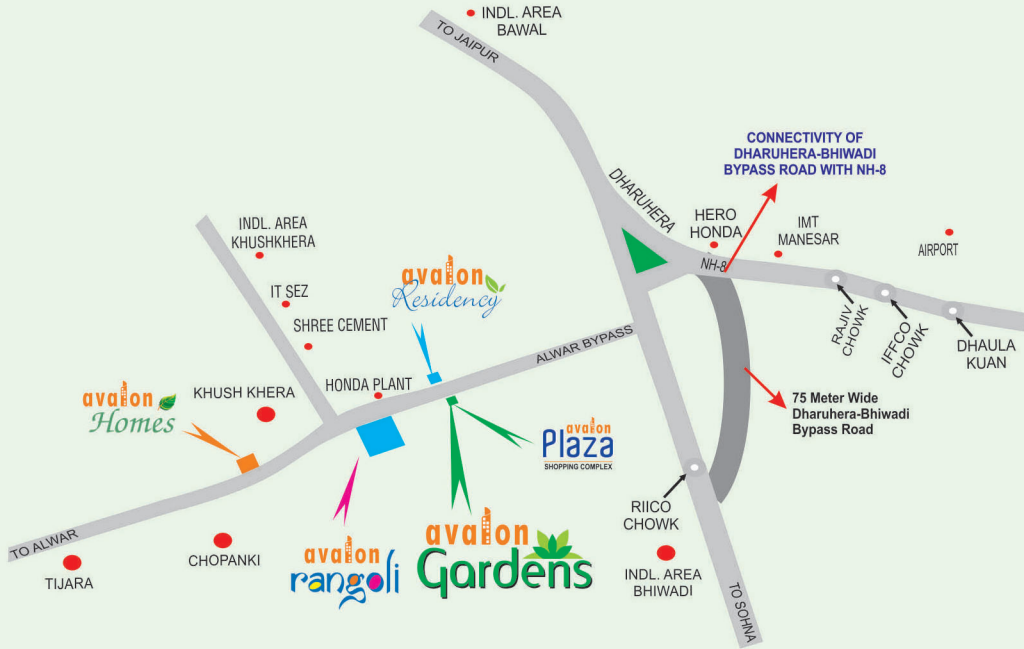 INDL. AREA
BAWAL
TO JAIPUR
CONNECTIVITY OF
DHARUHERA-BHIWADI
BYPASS ROAD WITH NH-8
DHARUHERA
HERO
HONDA
IMT
MANESAR
AIRPORT
NH-8
RAJIV
CHOWK
IFFCO
CHOWK
DHAULA
KUAN
INDL. AREA
KHUSHKHERA
IT SEZ
SHREE CEMENT
avalon
Residency
ALWAR BYPASS
HONDA PLANT
KHUSH KHERA
avalon
Homes
75 Meter Wide
Dharuhera-Bhiwadi
Bypass Road
avalon
Plaza
SHOPPING COMPLEX
RIICO
CHOWK
TO ALWAR
TIJARA
CHOPANKI
avalon
rangoli
avalon
Gardens
INDL. AREA
BHIWADI
TO SOHNA